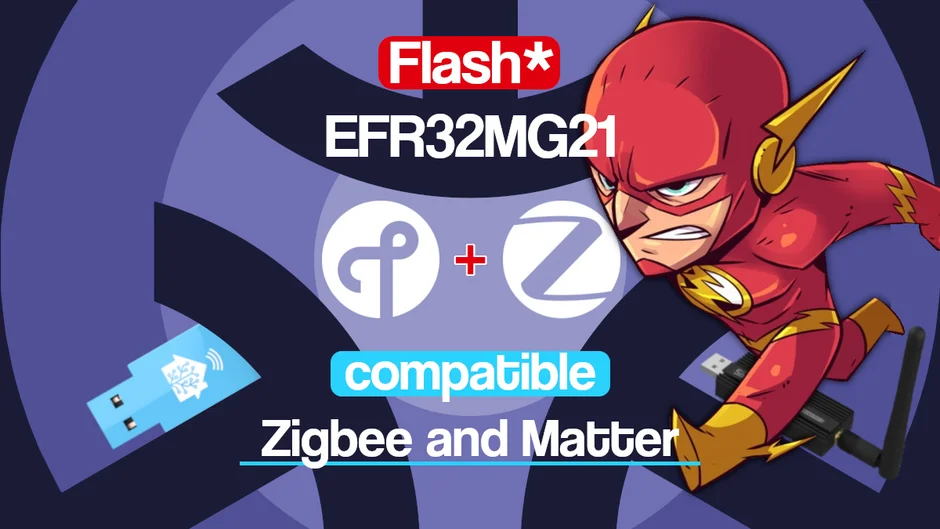 Flash*
EFR32MG21
+
compatible
Zigbee and Matter